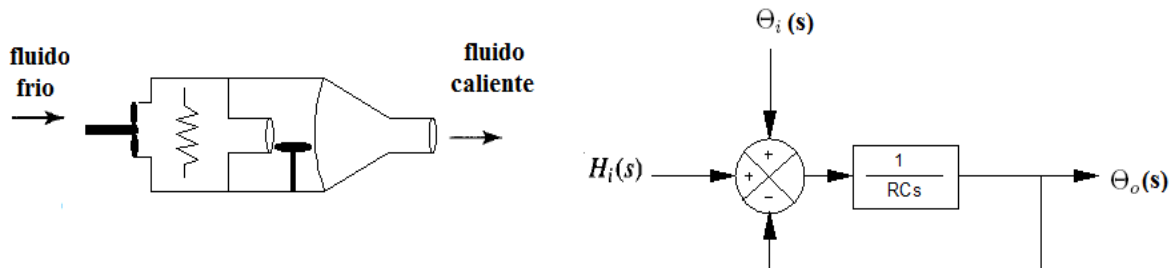 fluido
frio
fluido
caliente
Θᵢ(s)
Hᵢ(s)
+
+
−
1
RCs
Θₒ(s)